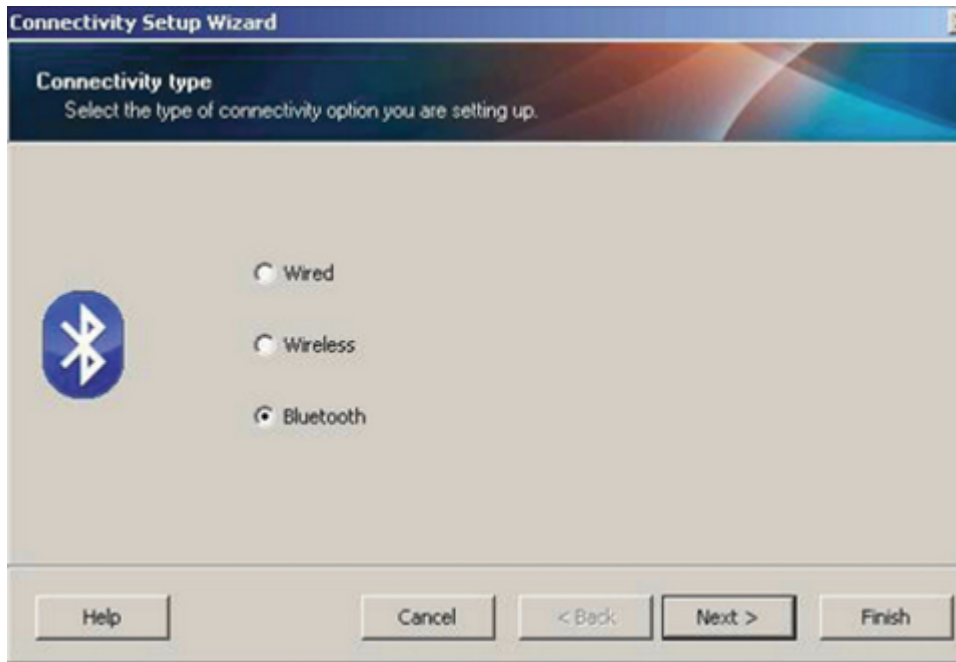 Connectivity Setup Wizard
Connectivity type
Select the type of connectivity option you are setting up.
Wired
Wireless
Bluetooth
Help Cancel < Back Next > Finish